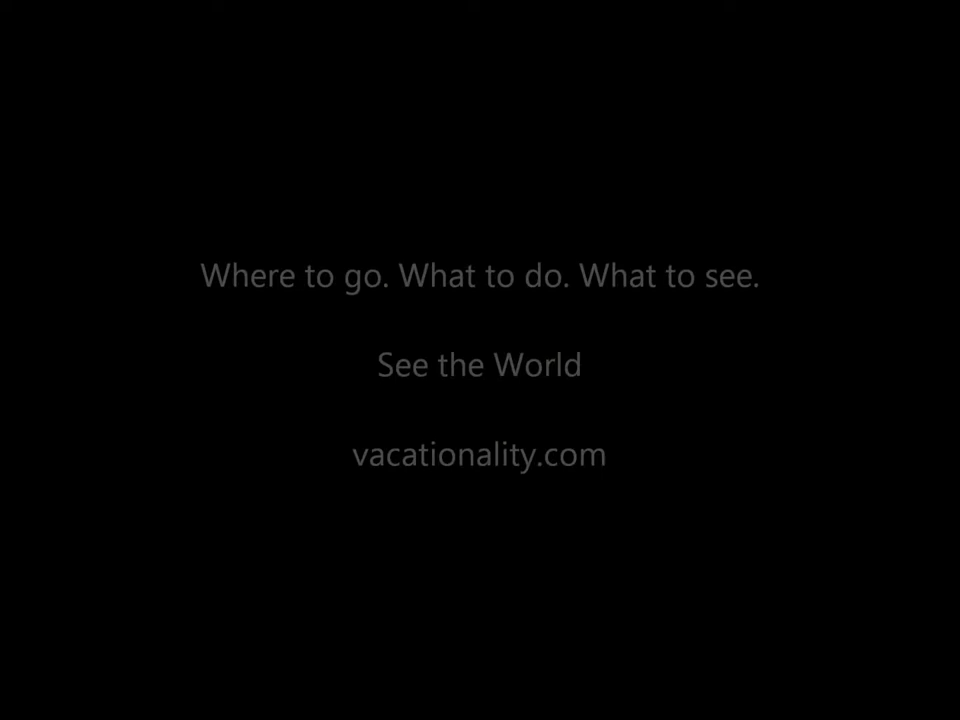 Where to go. What to do. What to see.
See the World
vacationality.com